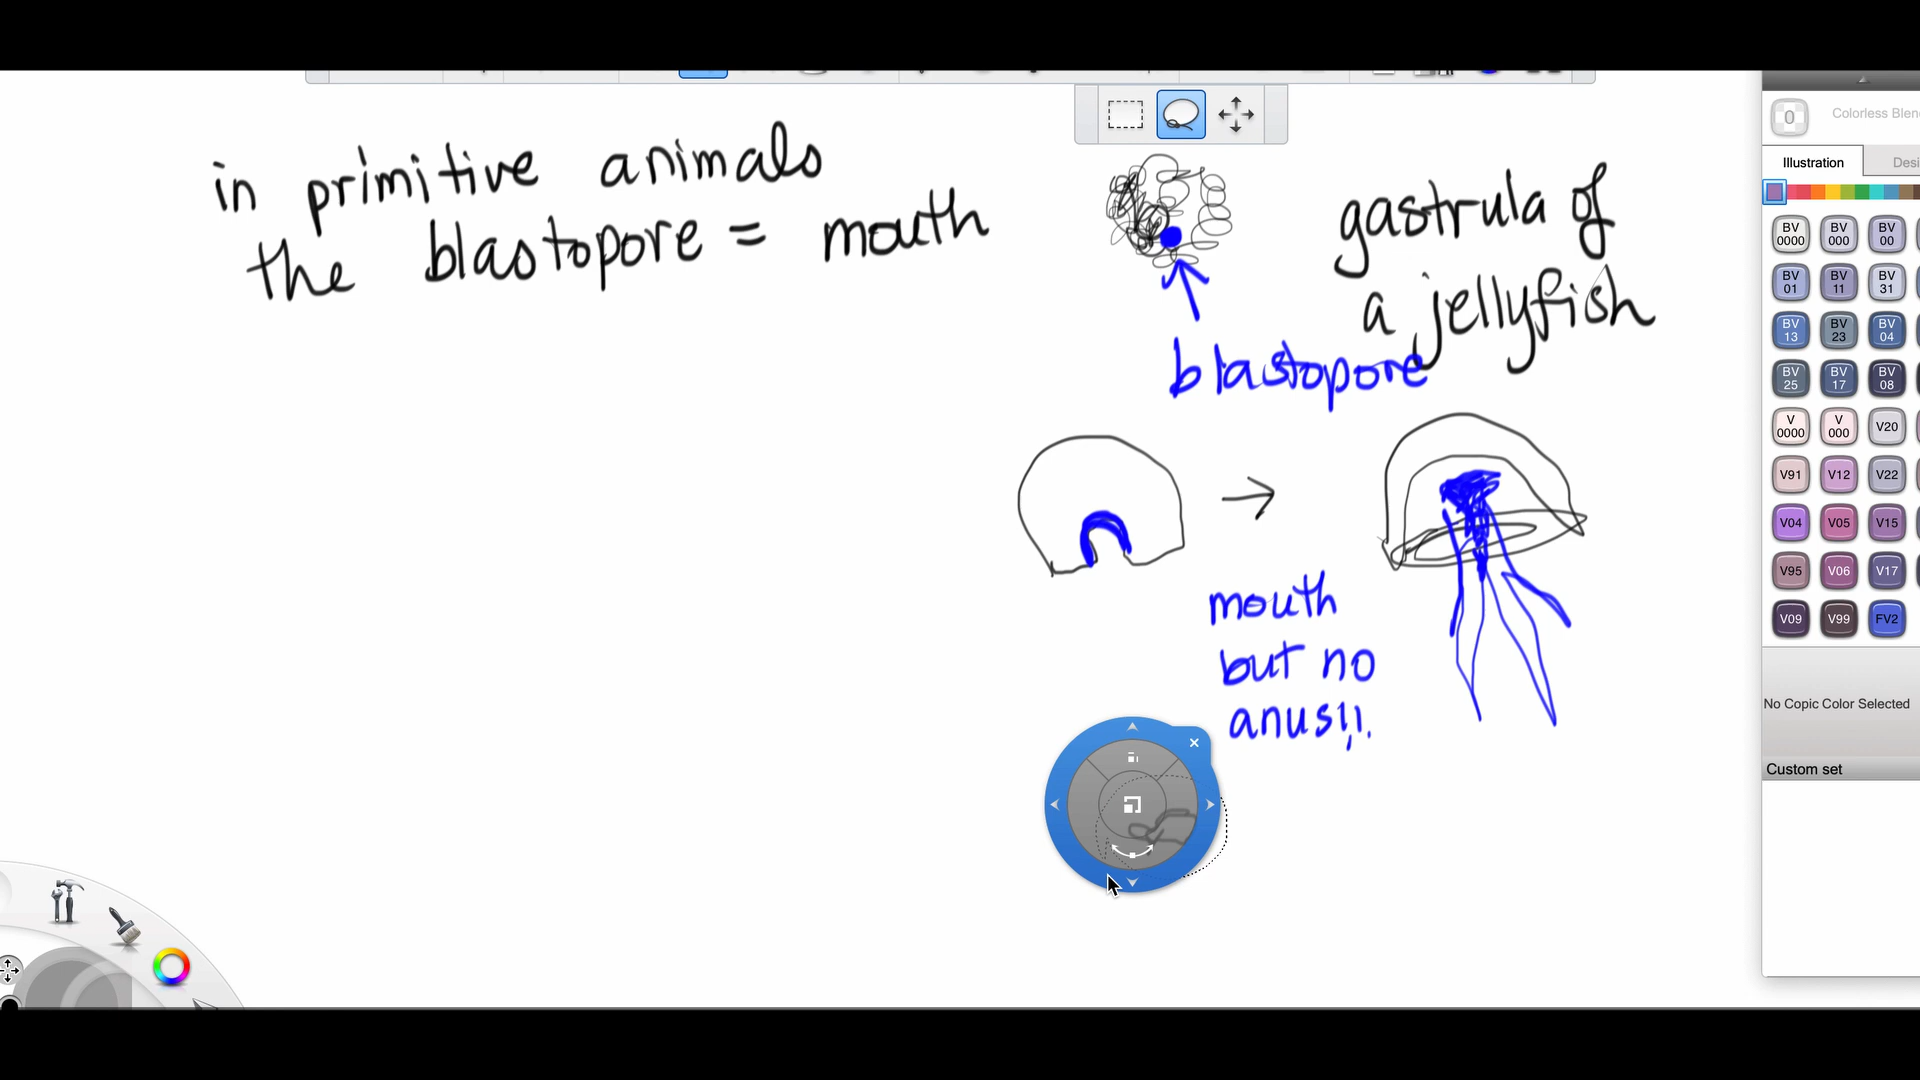 in primitive animals
the blastopore = mouth
gastrula of
a jellyfish
blastopore
mouth
but no
anus!!
0
Colorless Blen
Illustration
Desi
BV 0000
BV 000
BV 00
BV 01
BV 11
BV 31
BV 13
BV 23
BV 04
BV 25
BV 17
BV 08
V 0000
V 000
V20
V91
V12
V22
V04
V05
V15
V95
V06
V17
V09
V99
FV2
No Copic Color Selected
Custom set